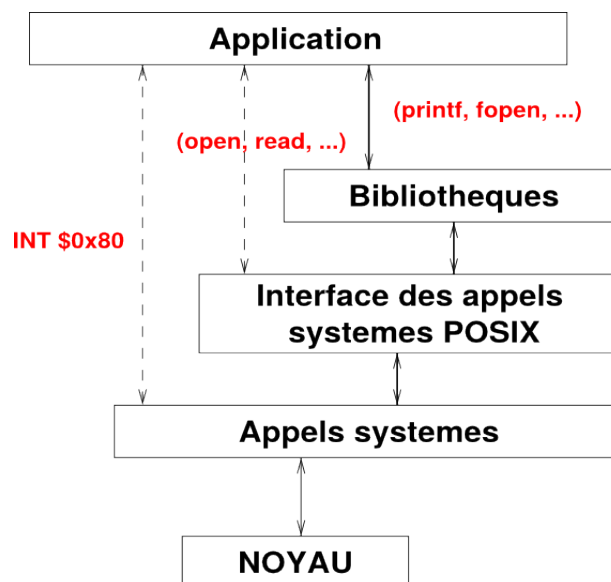 Application
(printf, fopen, ...)
(open, read, ...)
Bibliotheques
INT $0x80
Interface des appels
systemes POSIX
Appels systemes
NOYAU